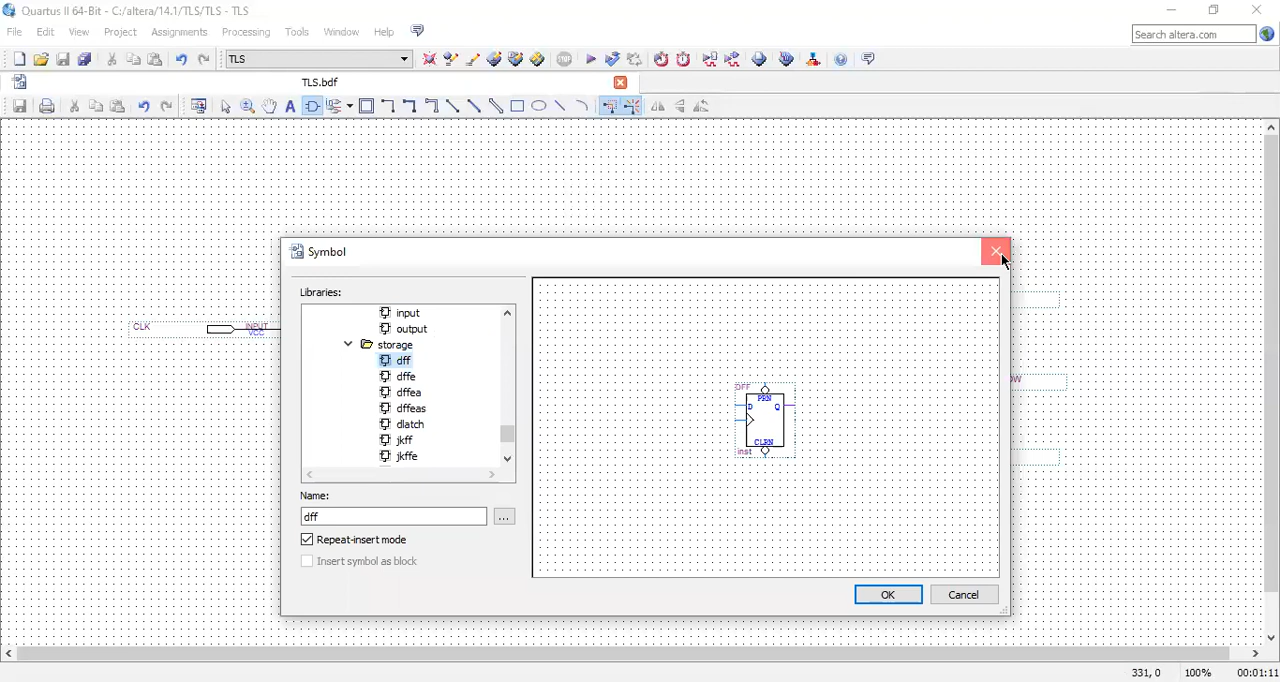 Quartus II 64-Bit - C:/altera/14.1/TLS/TLS - TLS
File Edit View Project Assignments Processing Tools Window Help
Search altera.com
TLS
TLS.bdf
Symbol
Libraries:
input
output
storage
dff
dffe
dffea
dffeas
dlatch
jkff
jkffe
Name:
dff
...
Repeat-insert mode
Insert symbol as block
DFF
PRN
D Q
CLRN
inst
OK Cancel
CLK
INPUT
VCC
OW
331, 0 100% 00:01:11